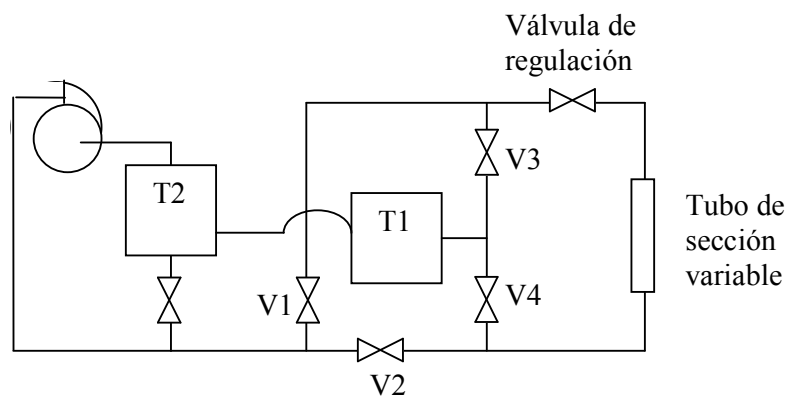 Válvula de
regulación
V3
T2
T1
Tubo de
sección
variable
V1
V4
V2